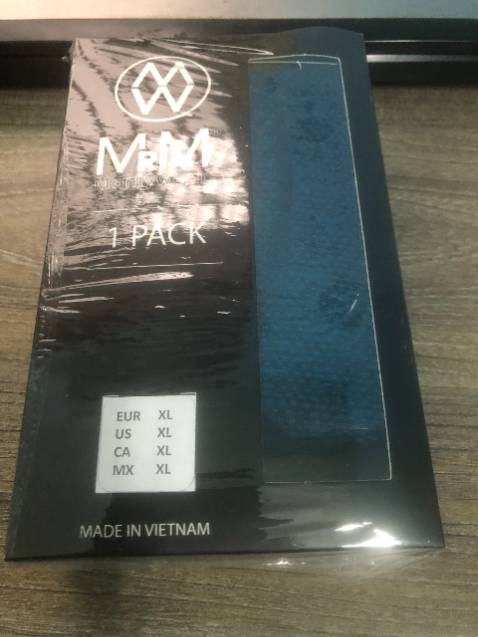 1 PACK
EUR XL
US XL
CA XL
MX XL
MADE IN VIETNAM